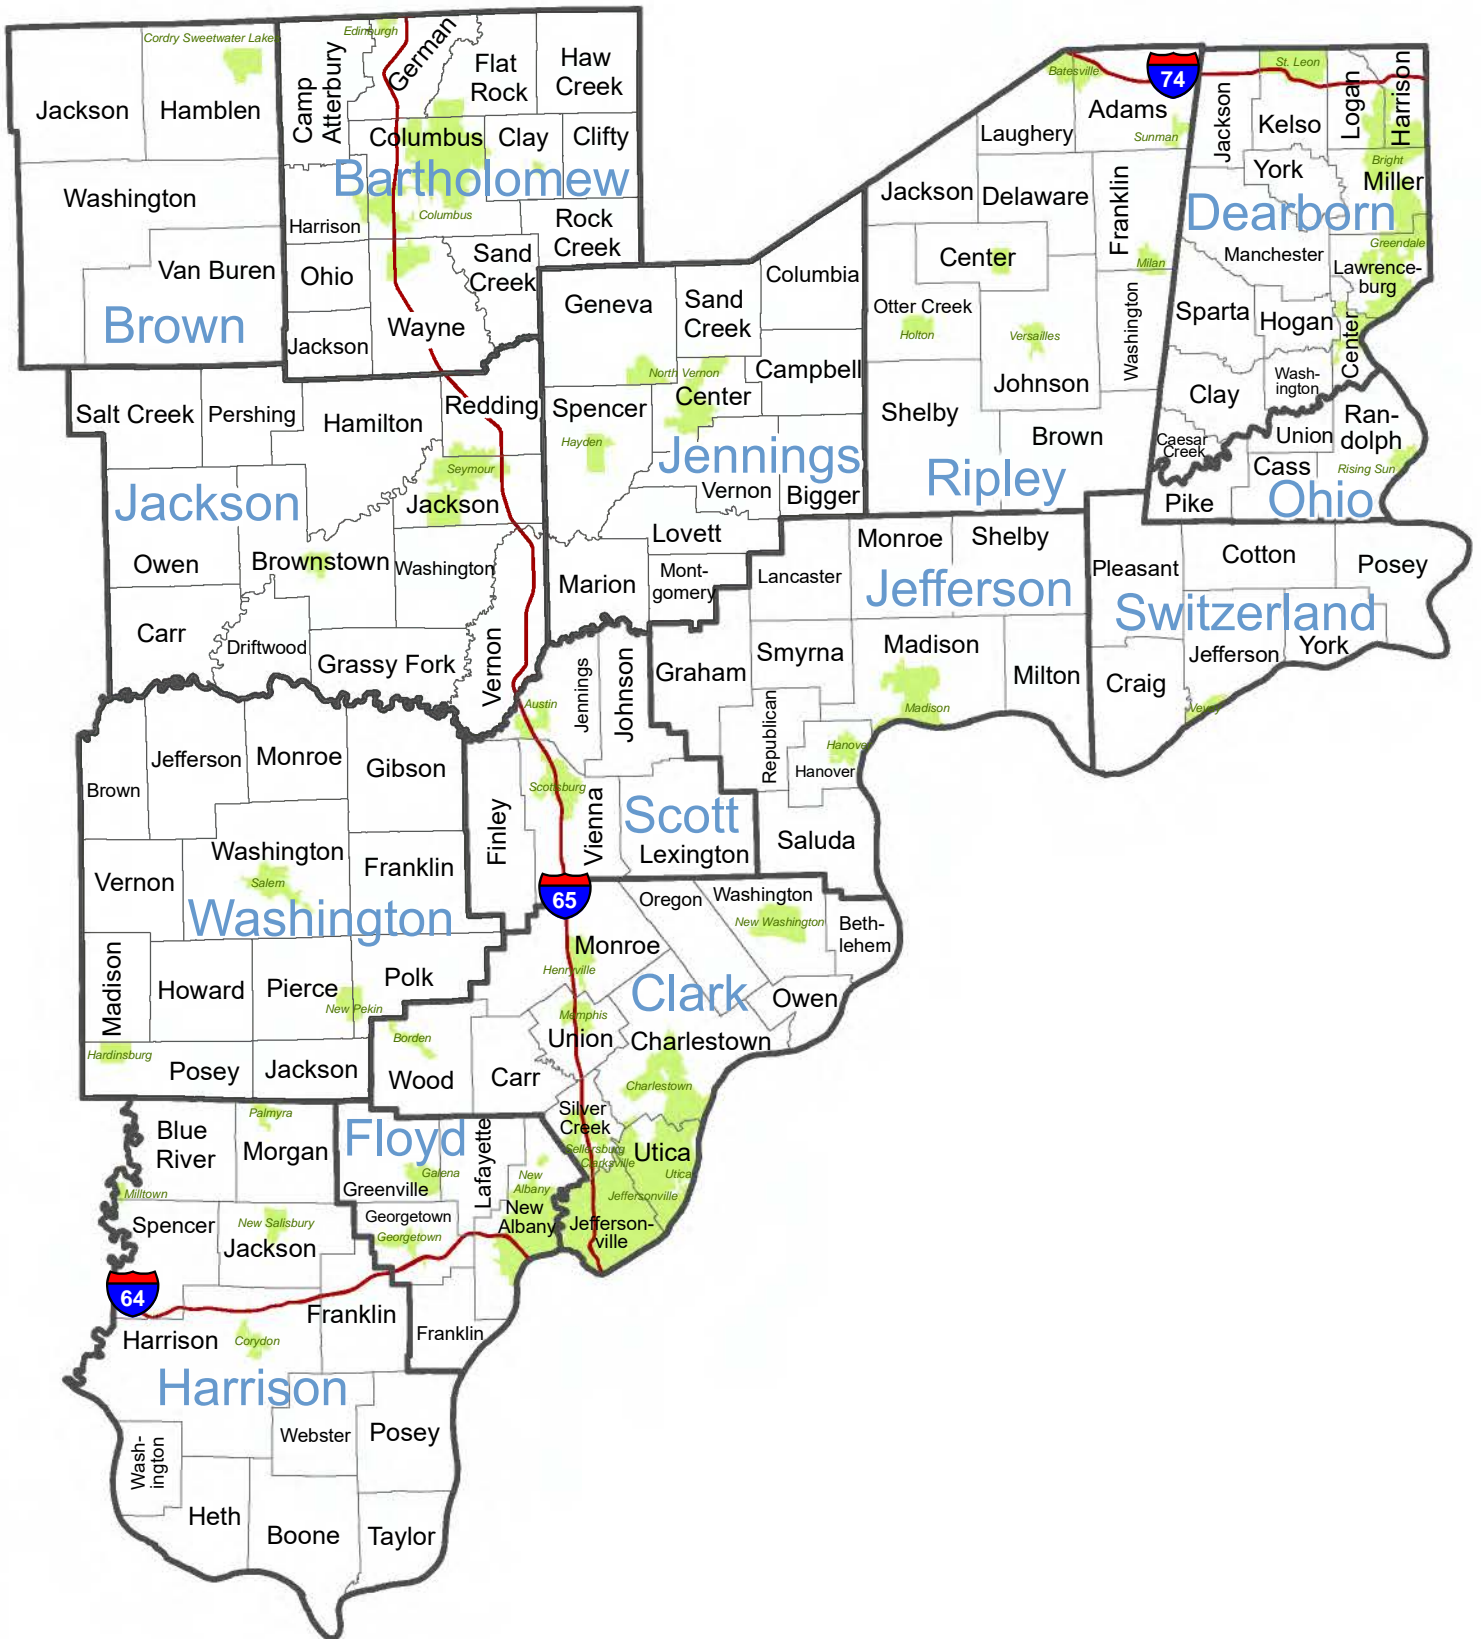 Jackson
Cordry Sweetwater Lakes
Hamblen
Washington
Van Buren
Brown
Edinburgh
Camp
Atterbury
German
Flat
Rock
Haw
Creek
Columbus
Clay
Clifty
Bartholomew
Columbus
Harrison
Rock
Creek
Ohio
Sand
Creek
Jackson
Wayne
Geneva
Sand
Creek
Columbia
North Vernon
Campbell
Center
Spencer
Hayden
Jennings
Vernon
Bigger
Lovett
Marion
Mont-
gomery
Batesville
74
Adams
Laughery
Sunman
Jackson
Delaware
Franklin
Center
Milan
Otter Creek
Holton
Versailles
Washington
Johnson
Shelby
Brown
Ripley
St. Leon
Jackson
Kelso
Logan
Harrison
York
Bright
Miller
Dearborn
Manchester
Greendale
Lawrence-
burg
Sparta
Hogan
Center
Clay
Wash-
ington
Caesar
Creek
Ran-
dolph
Union
Cass
Rising Sun
Pike
Ohio
Salt Creek
Pershing
Hamilton
Redding
Seymour
Jackson
Jackson
Owen
Brownstown
Washington
Carr
Driftwood
Grassy Fork
Vernon
Monroe
Shelby
Lancaster
Jefferson
Smyrna
Madison
Graham
Milton
Madison
Republican
Hanover
Hanover
Saluda
Pleasant
Cotton
Posey
Switzerland
Jefferson
York
Craig
Vevay
Austin
Jennings
Johnson
Scottsburg
Finley
Vienna
Scott
Lexington
65
Brown
Jefferson
Monroe
Gibson
Washington
Vernon
Salem
Franklin
Washington
Madison
Howard
Pierce
Polk
New Pekin
Hardinsburg
Posey
Jackson
Oregon
Washington
New Washington
Beth-
lehem
Monroe
Henryville
Clark
Owen
Memphis
Union
Charlestown
Borden
Wood
Carr
Charlestown
Silver
Creek
Sellersburg
Clarksville
Utica
Utica
Jeffersonville
Jefferson-
ville
Floyd
Lafayette
Galena
Greenville
New
Albany
Georgetown
New
Albany
Georgetown
Franklin
Blue
River
Palmyra
Morgan
Milltown
Spencer
New Salisbury
Jackson
64
Franklin
Harrison
Corydon
Harrison
Wash-
ington
Webster
Posey
Heth
Boone
Taylor